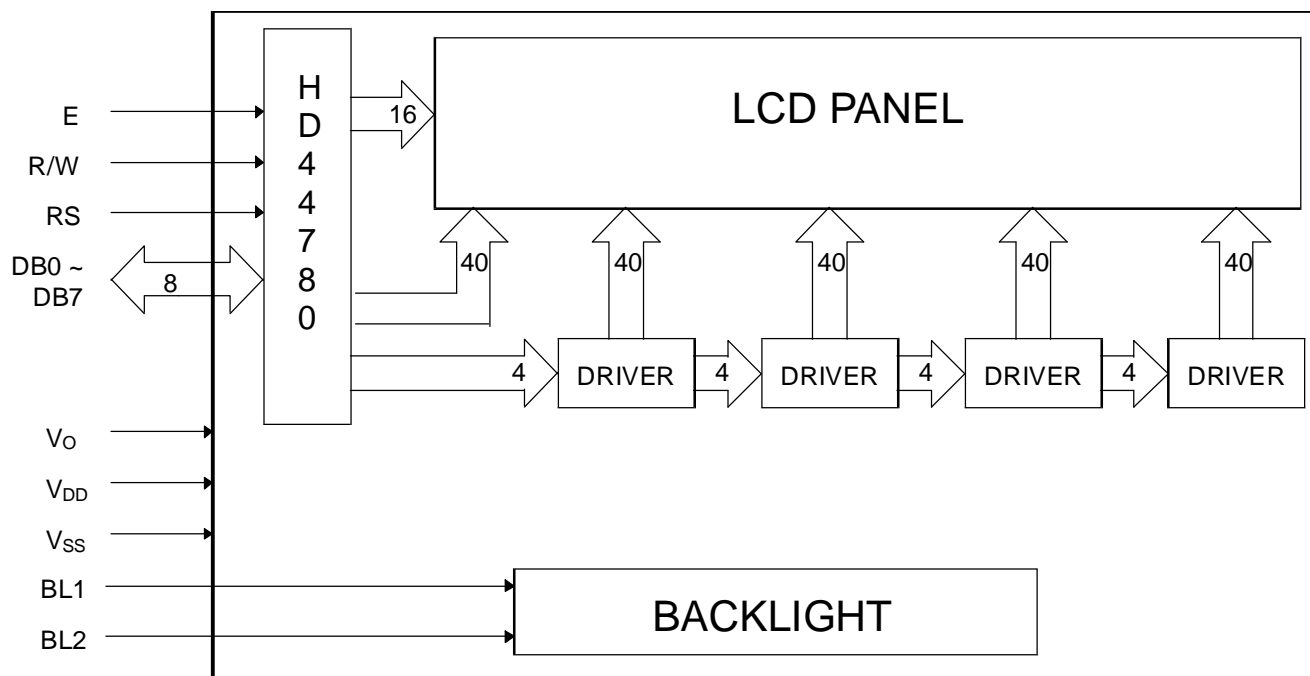 E
R/W
RS
DB0 ~
DB7
8
H
D
4
4
7
8
0
16
LCD PANEL
40
40
40
40
40
4
DRIVER
4
DRIVER
4
DRIVER
4
DRIVER
VO
VDD
VSS
BL1
BL2
BACKLIGHT